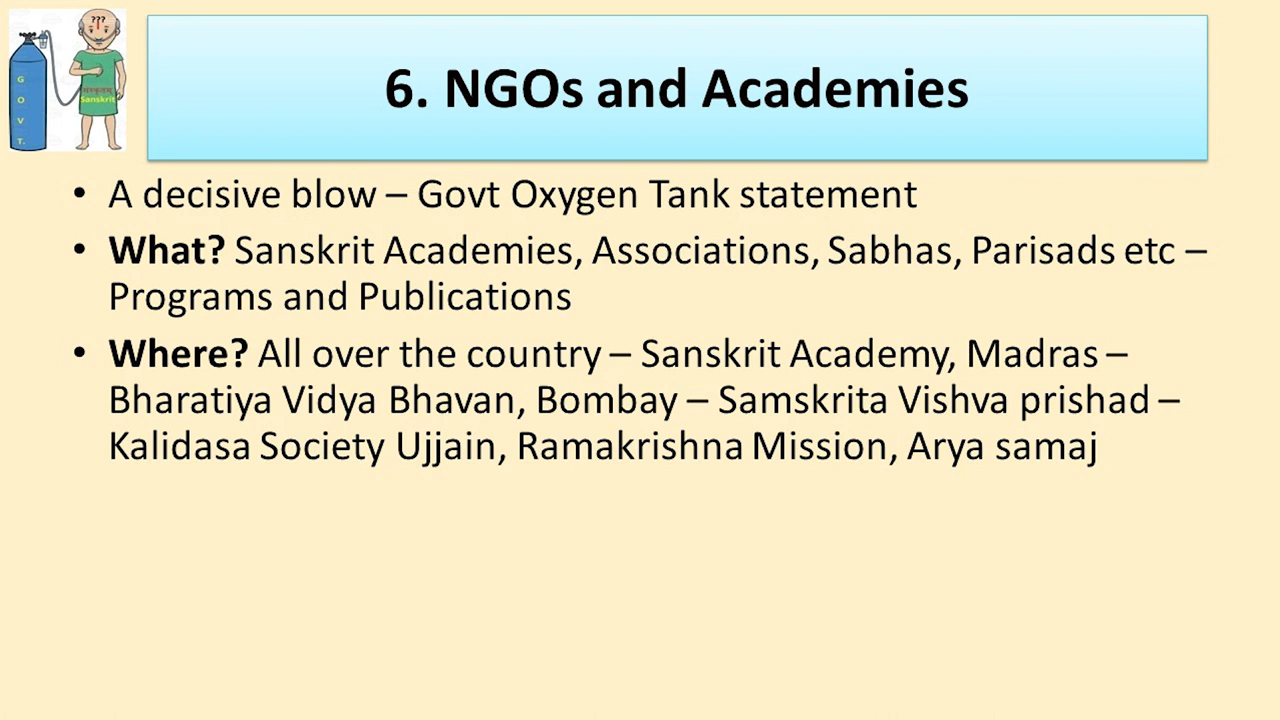 ???
G
O
V
T.
संस्कृतम्
Sanskrit
6. NGOs and Academies
• A decisive blow – Govt Oxygen Tank statement
• What? Sanskrit Academies, Associations, Sabhas, Parisads etc –
Programs and Publications
• Where? All over the country – Sanskrit Academy, Madras –
Bharatiya Vidya Bhavan, Bombay – Samskrita Vishva prishad –
Kalidasa Society Ujjain, Ramakrishna Mission, Arya samaj